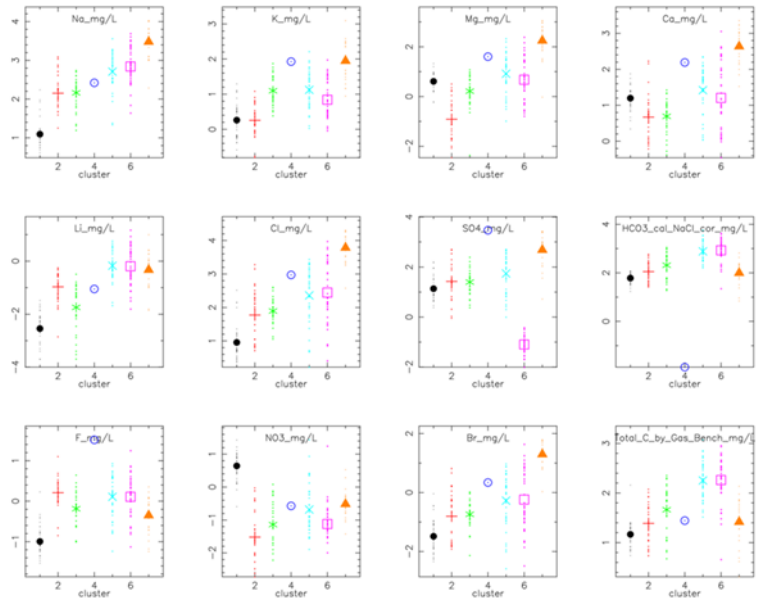 Na_mg/L K_mg/L Mg_mg/L Ca_mg/L
4 3 2 1
3 2 1 0
2 0 −2
3 2 1 0
2 4 6 2 4 6 2 4 6 2 4 6
cluster cluster cluster cluster
Li_mg/L Cl_mg/L SO4_mg/L HCO3_cal_NaCl_cor_mg/L
0 −2 −4
4 3 2 1
4 2 0 −2
4 2 0
2 4 6 2 4 6 2 4 6 2 4 6
cluster cluster cluster cluster
F_mg/L NO3_mg/L Br_mg/L Total_C_by_Gas_Bench_mg/L
1 0 −1
1 0 −1 −2
2 0 −2
3 2 1
2 4 6 2 4 6 2 4 6 2 4 6
cluster cluster cluster cluster